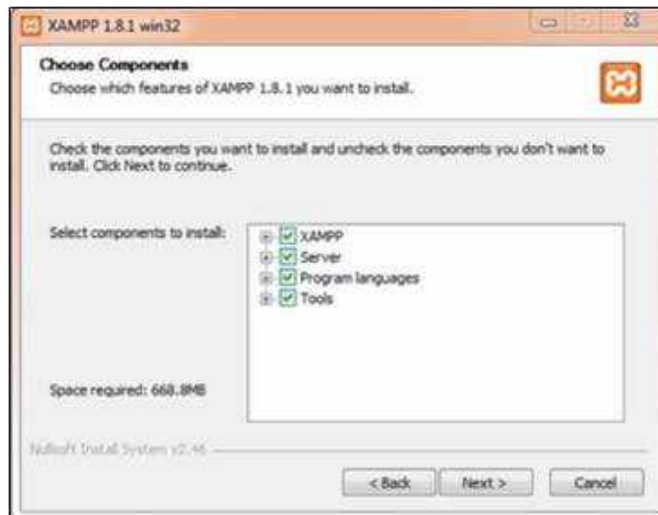 XAMPP 1.8.1 win32
Choose Components
Choose which features of XAMPP 1.8.1 you want to install.
Check the components you want to install and uncheck the components you don't want to
install. Click Next to continue.
Select components to install:
XAMPP
Server
Program languages
Tools
Space required: 668.8MB
Nullsoft Install System v2.46
< Back
Next >
Cancel